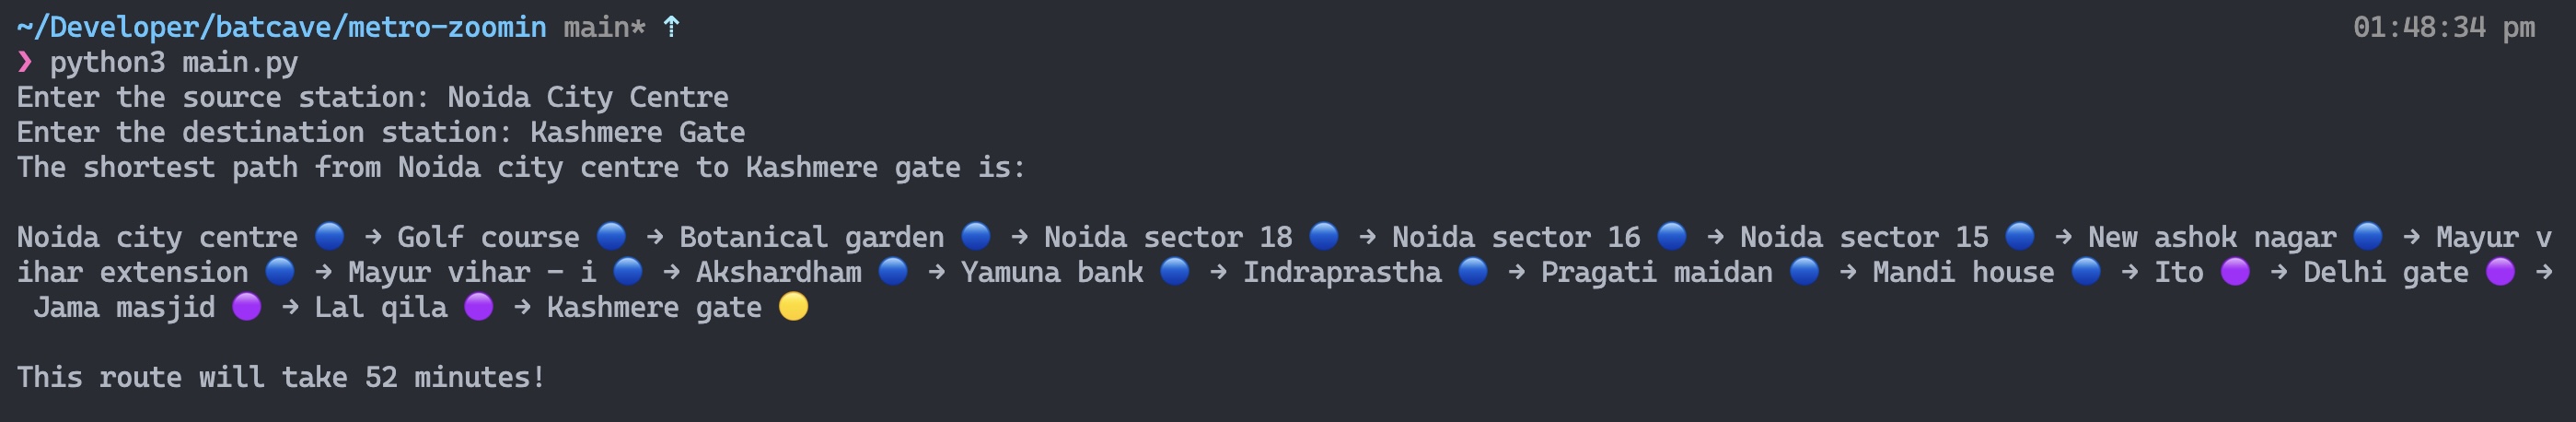 ~/Developer/batcave/metro-zoomin main* ⇡ 01:48:34 pm
❯ python3 main.py
Enter the source station: Noida City Centre
Enter the destination station: Kashmere Gate
The shortest path from Noida city centre to Kashmere gate is:
Noida city centre 🔵 → Golf course 🔵 → Botanical garden 🔵 → Noida sector 18 🔵 → Noida sector 16 🔵 → Noida sector 15 🔵 → New ashok nagar 🔵 → Mayur v
ihar extension 🔵 → Mayur vihar - i 🔵 → Akshardham 🔵 → Yamuna bank 🔵 → Indraprastha 🔵 → Pragati maidan 🔵 → Mandi house 🔵 → Ito 🟣 → Delhi gate 🟣 →
Jama masjid 🟣 → Lal qila 🟣 → Kashmere gate 🟡
This route will take 52 minutes!